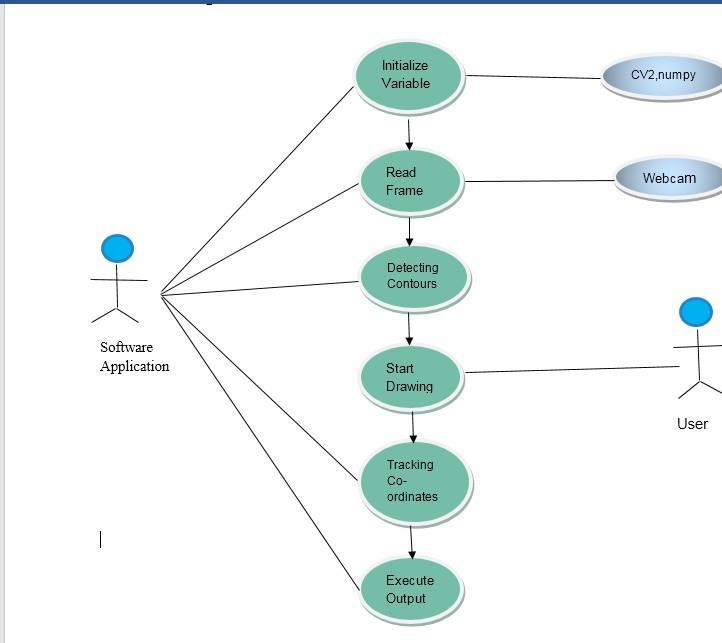 Initialize
Variable
CV2,numpy
Read
Frame
Webcam
Detecting
Contours
Software
Application
Start
Drawing
User
Tracking
Co-
ordinates
Execute
Output